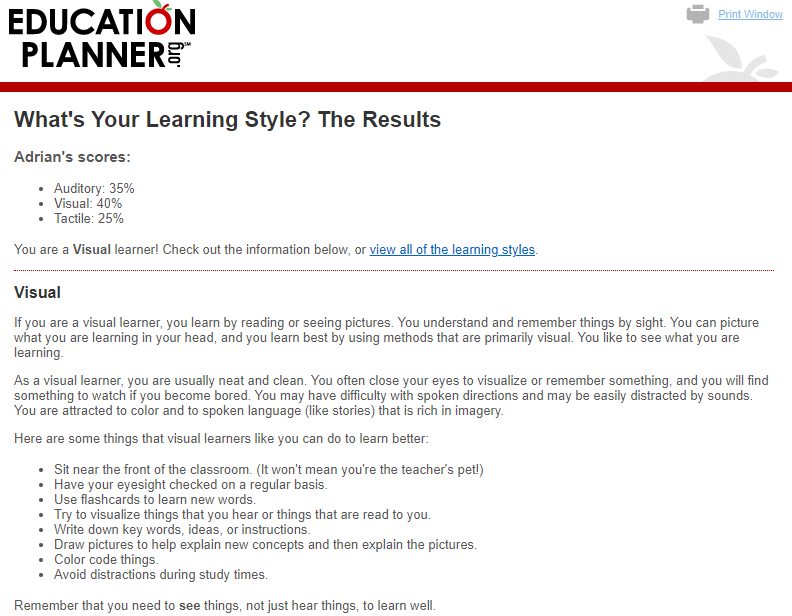 EDUCATION
PLANNER.org℠
Print Window
What's Your Learning Style? The Results
Adrian's scores:
• Auditory: 35%
• Visual: 40%
• Tactile: 25%
You are a Visual learner! Check out the information below, or view all of the learning styles.
Visual
If you are a visual learner, you learn by reading or seeing pictures. You understand and remember things by sight. You can picture
what you are learning in your head, and you learn best by using methods that are primarily visual. You like to see what you are
learning.
As a visual learner, you are usually neat and clean. You often close your eyes to visualize or remember something, and you will find
something to watch if you become bored. You may have difficulty with spoken directions and may be easily distracted by sounds.
You are attracted to color and to spoken language (like stories) that is rich in imagery.
Here are some things that visual learners like you can do to learn better:
• Sit near the front of the classroom. (It won't mean you're the teacher's pet!)
• Have your eyesight checked on a regular basis.
• Use flashcards to learn new words.
• Try to visualize things that you hear or things that are read to you.
• Write down key words, ideas, or instructions.
• Draw pictures to help explain new concepts and then explain the pictures.
• Color code things.
• Avoid distractions during study times.
Remember that you need to see things, not just hear things, to learn well.